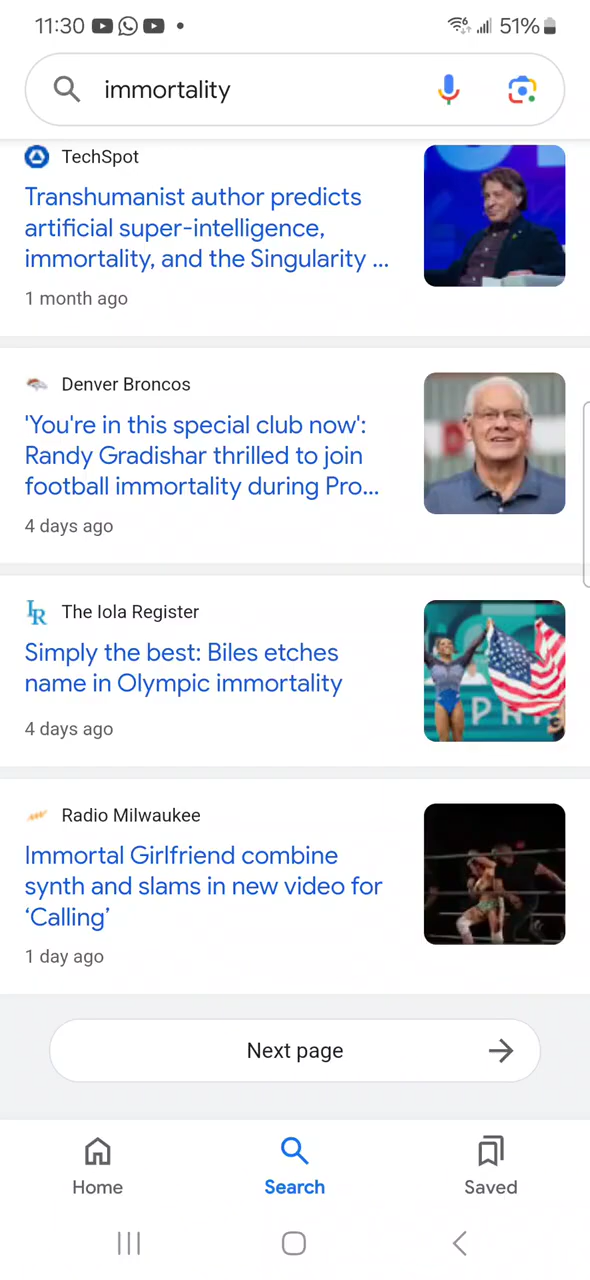 11:30
51%
immortality
TechSpot
Transhumanist author predicts
artificial super-intelligence,
immortality, and the Singularity ...
1 month ago
Denver Broncos
'You're in this special club now':
Randy Gradishar thrilled to join
football immortality during Pro...
4 days ago
IR The Iola Register
Simply the best: Biles etches
name in Olympic immortality
4 days ago
Radio Milwaukee
Immortal Girlfriend combine
synth and slams in new video for
‘Calling’
1 day ago
Next page
Home
Search
Saved